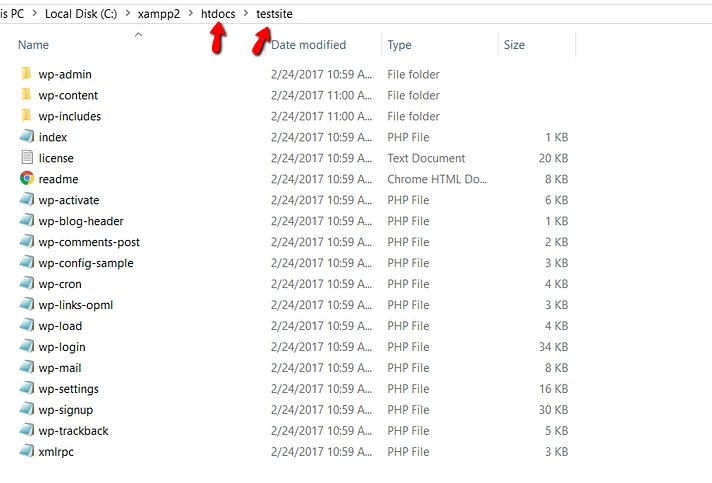 is PC > Local Disk (C:) > xampp2 > htdocs > testsite
Name Date modified Type Size
wp-admin 2/24/2017 10:59 A... File folder
wp-content 2/24/2017 11:00 A... File folder
wp-includes 2/24/2017 11:00 A... File folder
index 2/24/2017 10:59 A... PHP File 1 KB
license 2/24/2017 10:59 A... Text Document 20 KB
readme 2/24/2017 10:59 A... Chrome HTML Do... 8 KB
wp-activate 2/24/2017 10:59 A... PHP File 6 KB
wp-blog-header 2/24/2017 10:59 A... PHP File 1 KB
wp-comments-post 2/24/2017 10:59 A... PHP File 2 KB
wp-config-sample 2/24/2017 10:59 A... PHP File 3 KB
wp-cron 2/24/2017 10:59 A... PHP File 4 KB
wp-links-opml 2/24/2017 10:59 A... PHP File 3 KB
wp-load 2/24/2017 10:59 A... PHP File 4 KB
wp-login 2/24/2017 10:59 A... PHP File 34 KB
wp-mail 2/24/2017 10:59 A... PHP File 8 KB
wp-settings 2/24/2017 10:59 A... PHP File 16 KB
wp-signup 2/24/2017 10:59 A... PHP File 30 KB
wp-trackback 2/24/2017 10:59 A... PHP File 5 KB
xmlrpc 2/24/2017 10:59 A... PHP File 3 KB